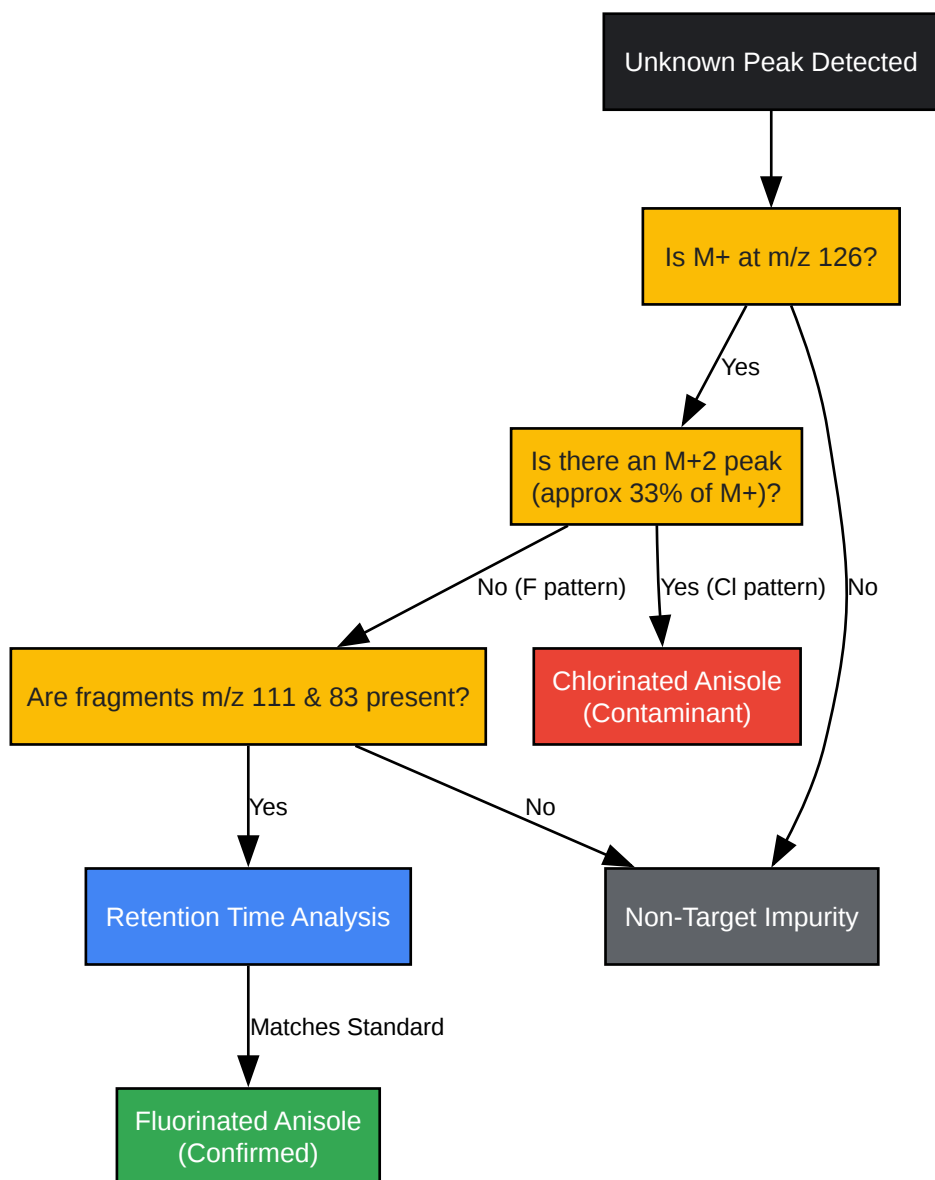 Unknown Peak Detected
Is M+ at m/z 126?
Yes
Is there an M+2 peak
(approx 33% of M+)?
No (F pattern)
Yes (Cl pattern)
No
Are fragments m/z 111 & 83 present?
Chlorinated Anisole
(Contaminant)
Yes
No
Retention Time Analysis
Non-Target Impurity
Matches Standard
Fluorinated Anisole
(Confirmed)